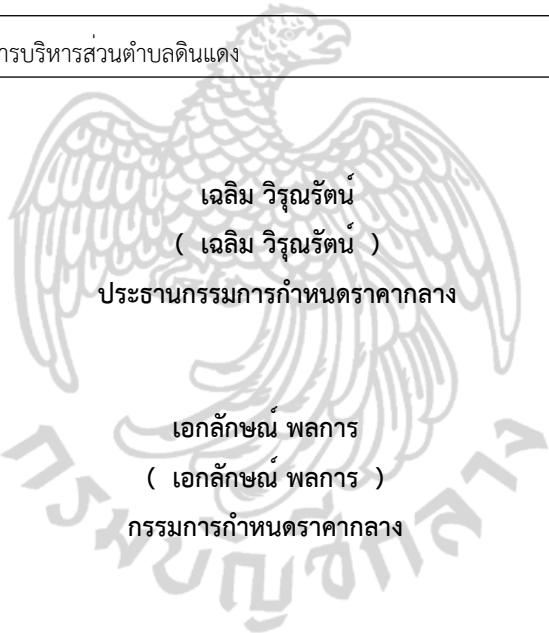 ารบริหารส่วนตำบลดินแดง
เฉลิม วิรุณรัตน์
( เฉลิม วิรุณรัตน์ )
ประธานกรรมการกำหนดราคากลาง
เอกลักษณ์ พลการ
( เอกลักษณ์ พลการ )
กรรมการกำหนดราคากลาง
กรมบัญชีกลาง